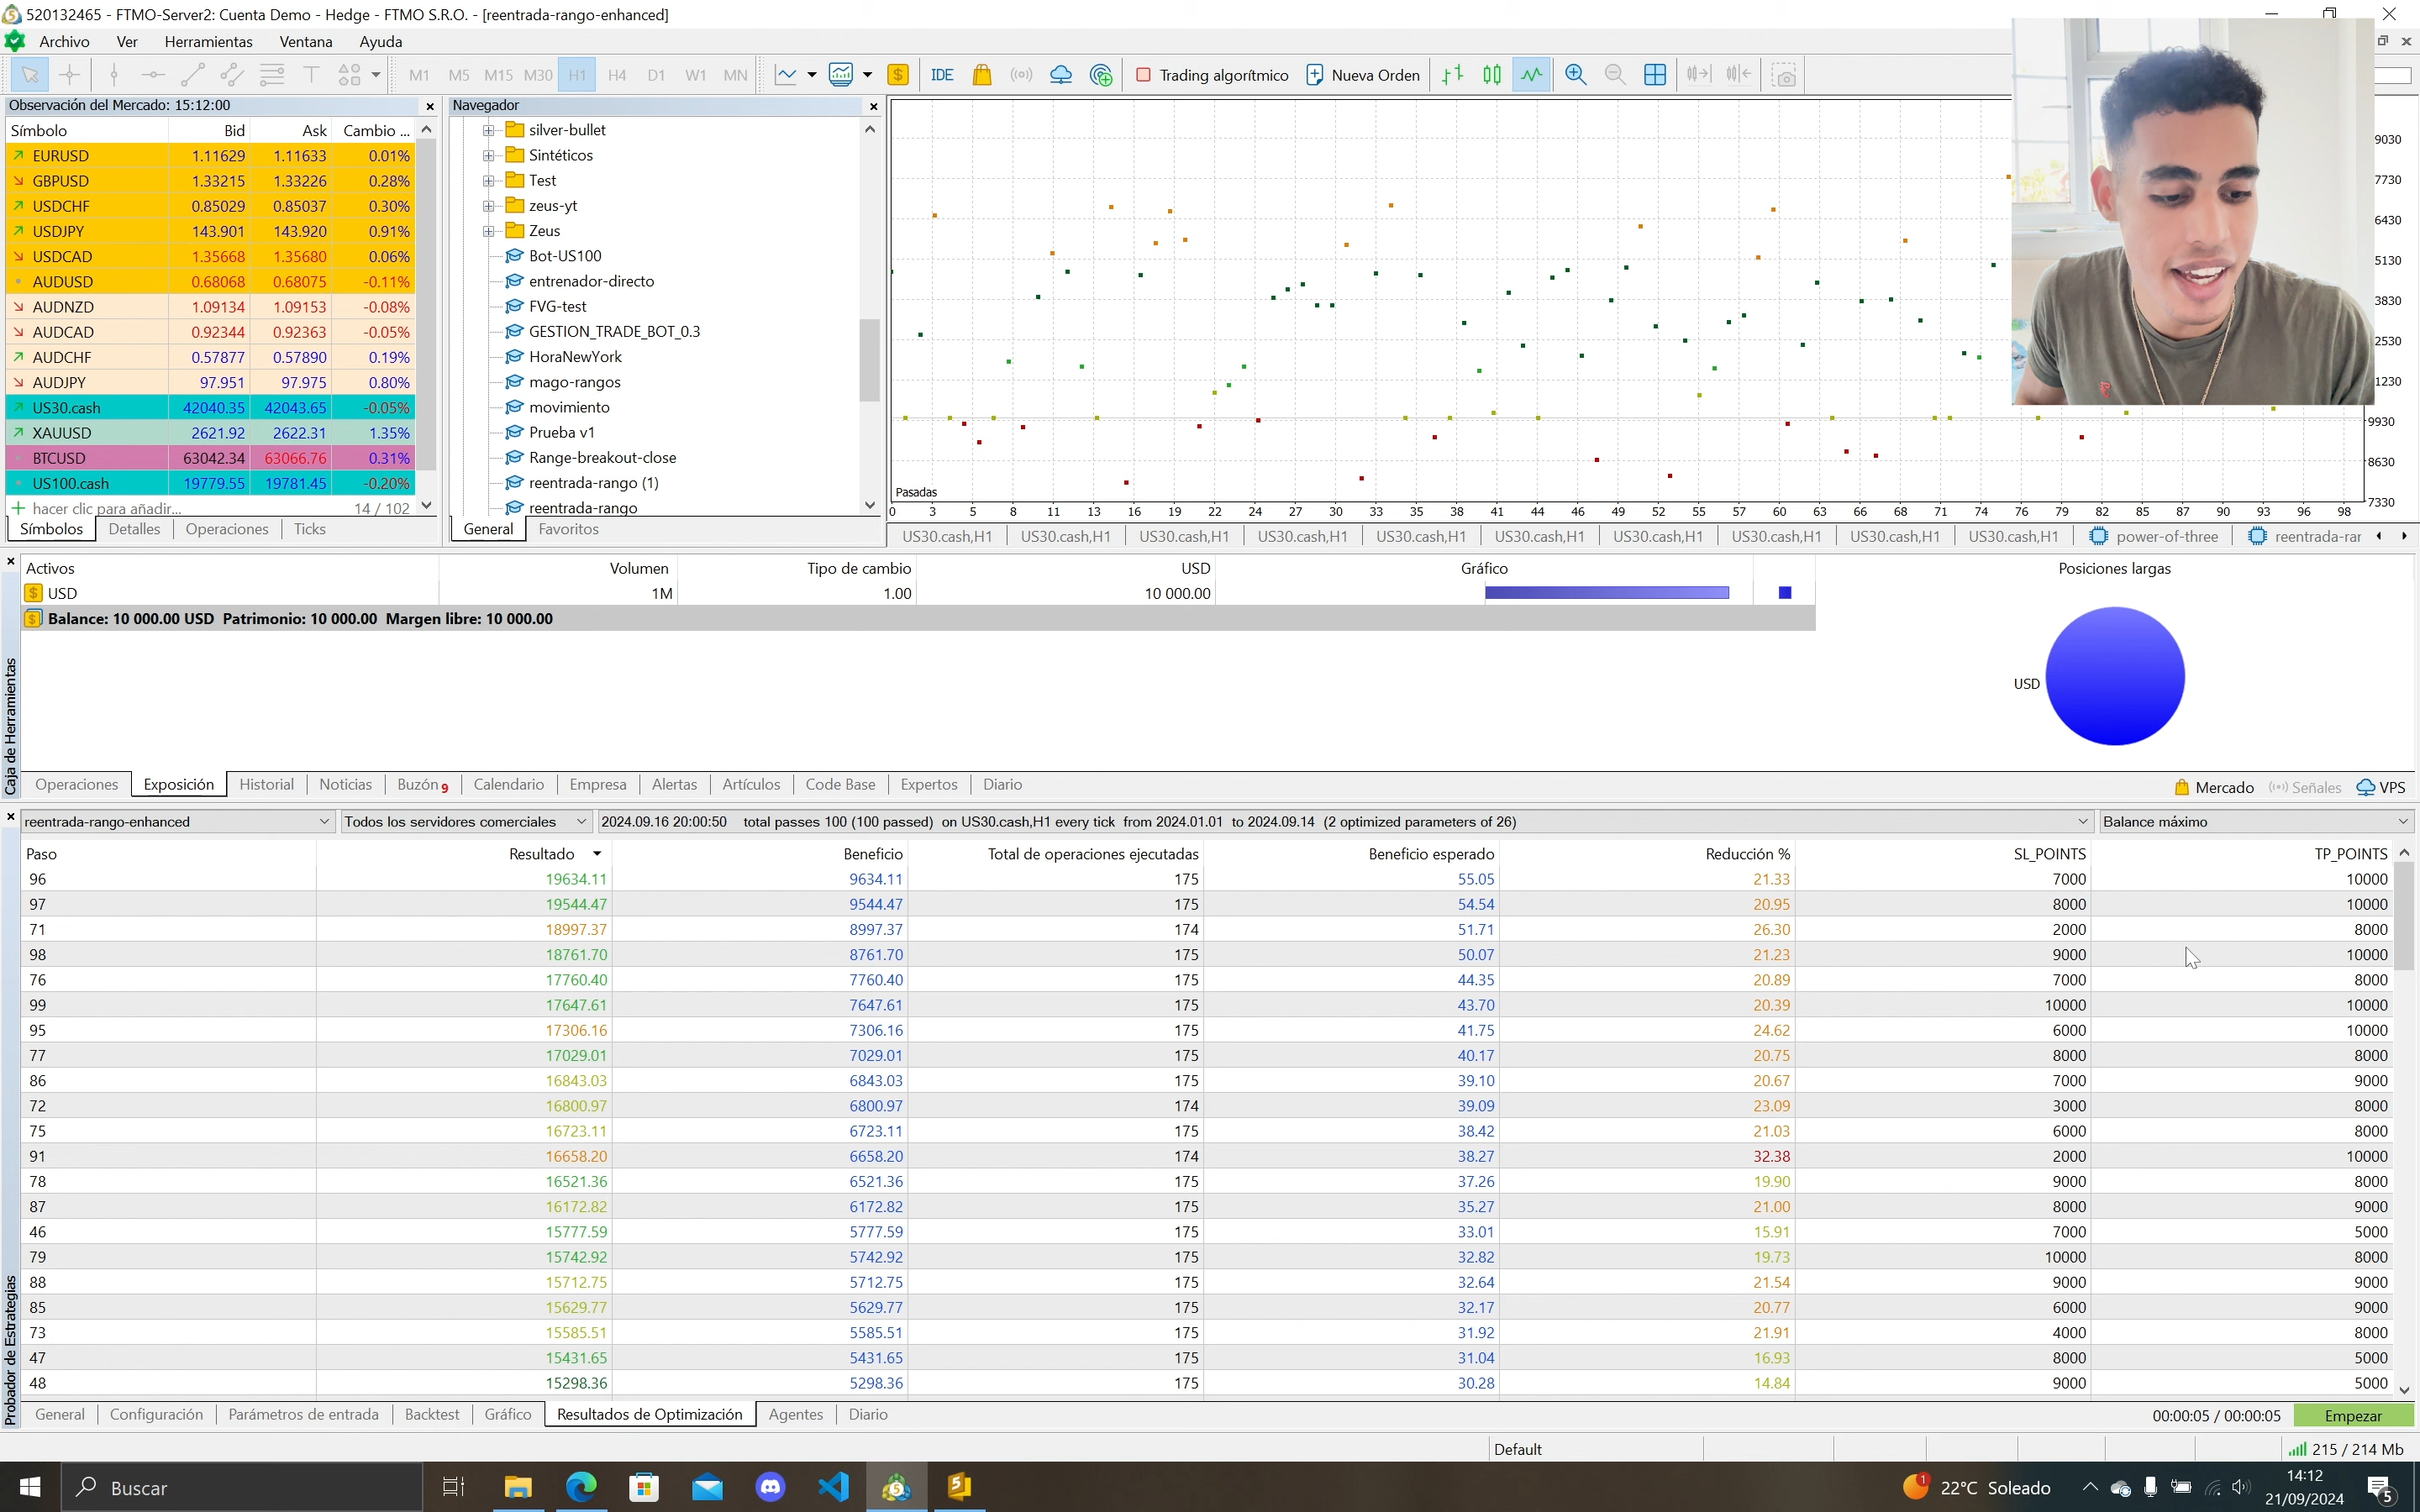 520132465 - FTMO-Server2: Cuenta Demo - Hedge - FTMO S.R.O. - [reentrada-rango-enhanced]
Archivo Ver Herramientas Ventana Ayuda
M1 M5 M15 M30 H1 H4 D1 W1 MN IDE Trading algorítmico Nueva Orden
Observación del Mercado: 15:12:00
Símbolo Bid Ask Cambio ...
EURUSD 1.11629 1.11633 0.01%
GBPUSD 1.33215 1.33226 0.28%
USDCHF 0.85029 0.85037 0.30%
USDJPY 143.901 143.920 0.91%
USDCAD 1.35668 1.35680 0.06%
AUDUSD 0.68068 0.68075 -0.11%
AUDNZD 1.09134 1.09153 -0.08%
AUDCAD 0.92344 0.92363 -0.05%
AUDCHF 0.57877 0.57890 0.19%
AUDJPY 97.951 97.975 0.80%
US30.cash 42040.35 42043.65 -0.05%
XAUUSD 2621.92 2622.31 1.35%
BTCUSD 63042.34 63066.76 0.31%
US100.cash 19779.55 19781.45 -0.20%
hacer clic para añadir... 14 / 102
Símbolos Detalles Operaciones Ticks
Navegador
silver-bullet
Sintéticos
Test
zeus-yt
Zeus
Bot-US100
entrenador-directo
FVG-test
GESTION_TRADE_BOT_0.3
HoraNewYork
mago-rangos
movimiento
Prueba v1
Range-breakout-close
reentrada-rango (1)
reentrada-rango
General Favoritos
9030
7730
6430
5130
3830
2530
1230
9930
8630
7330
Pasadas
0 3 5 8 11 13 16 19 22 24 27 30 33 35 38 41 44 46 49 52 55 57 60 63 66 68 71 74 76 79 82 85 87 90 93 96 98
US30.cash,H1 US30.cash,H1 US30.cash,H1 US30.cash,H1 US30.cash,H1 US30.cash,H1 US30.cash,H1 US30.cash,H1 US30.cash,H1 US30.cash,H1 power-of-three reentrada-rar
Activos Volumen Tipo de cambio USD Gráfico Posiciones largas
USD 1M 1.00 10 000.00
Balance: 10 000.00 USD Patrimonio: 10 000.00 Margen libre: 10 000.00
USD
Caja de Herramientas
Operaciones Exposición Historial Noticias Buzón 9 Calendario Empresa Alertas Artículos Code Base Expertos Diario Mercado Señales VPS
reentrada-rango-enhanced Todos los servidores comerciales 2024.09.16 20:00:50 total passes 100 (100 passed) on US30.cash,H1 every tick from 2024.01.01 to 2024.09.14 (2 optimized parameters of 26) Balance máximo
Paso Resultado Beneficio Total de operaciones ejecutadas Beneficio esperado Reducción % SL_POINTS TP_POINTS
96 19634.11 9634.11 175 55.05 21.33 7000 10000
97 19544.47 9544.47 175 54.54 20.95 8000 10000
71 18997.37 8997.37 174 51.71 26.30 2000 8000
98 18761.70 8761.70 175 50.07 21.23 9000 10000
76 17760.40 7760.40 175 44.35 20.89 7000 8000
99 17647.61 7647.61 175 43.70 20.39 10000 10000
95 17306.16 7306.16 175 41.75 24.62 6000 10000
77 17029.01 7029.01 175 40.17 20.75 8000 8000
86 16843.03 6843.03 175 39.10 20.67 7000 9000
72 16800.97 6800.97 174 39.09 23.09 3000 8000
75 16723.11 6723.11 175 38.42 21.03 6000 8000
91 16658.20 6658.20 174 38.27 32.38 2000 10000
78 16521.36 6521.36 175 37.26 19.90 9000 8000
87 16172.82 6172.82 175 35.27 21.00 8000 9000
46 15777.59 5777.59 175 33.01 15.91 7000 5000
79 15742.92 5742.92 175 32.82 19.73 10000 8000
88 15712.75 5712.75 175 32.64 21.54 9000 9000
85 15629.77 5629.77 175 32.17 20.77 6000 9000
73 15585.51 5585.51 175 31.92 21.91 4000 8000
47 15431.65 5431.65 175 31.04 16.93 8000 5000
48 15298.36 5298.36 175 30.28 14.84 9000 5000
Probador de Estrategias
General Configuración Parámetros de entrada Backtest Gráfico Resultados de Optimización Agentes Diario 00:00:05 / 00:00:05 Empezar
Default 215 / 214 Mb
Buscar 1 22°C Soleado 14:12
21/09/2024 5